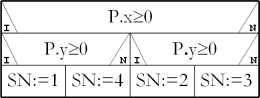 P.x≥0
I N
P.y≥0 P.y≥0
I N I N
SN:=1 SN:=4 SN:=2 SN:=3